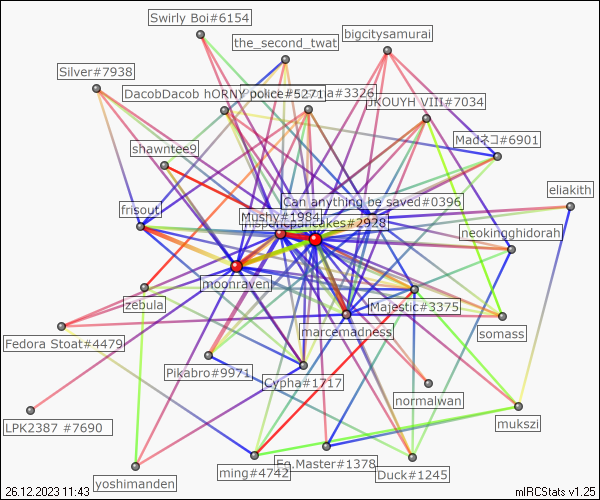 Swirly Boi#6154
bigcitysamurai
the_second_twat
Silver#7938
DacobDacob hORNY police#5271
a#3326
JKOUYH VIII#7034
Madネコ#6901
shawntee9
eliakith
Can anything be saved#0396
frisout
Mushy#1984
hispanicpancakes#2928
neokingghidorah
moonraven
zebula
Majestic#3375
somass
marcemadness
Fedora Stoat#4479
Pikabro#9971
Cypha#1717
normalwan
LPK2387 #7690
mukszi
yoshimanden
ming#4742
Eg.Master#1378
Duck#1245
26.12.2023 11:43
mIRCStats v1.25